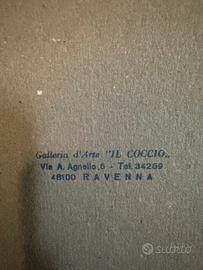 Galleria d'Arte "IL COCCIO„
Via A. Agnello, 6 - Tel. 34269
48100 RAVENNA
subito